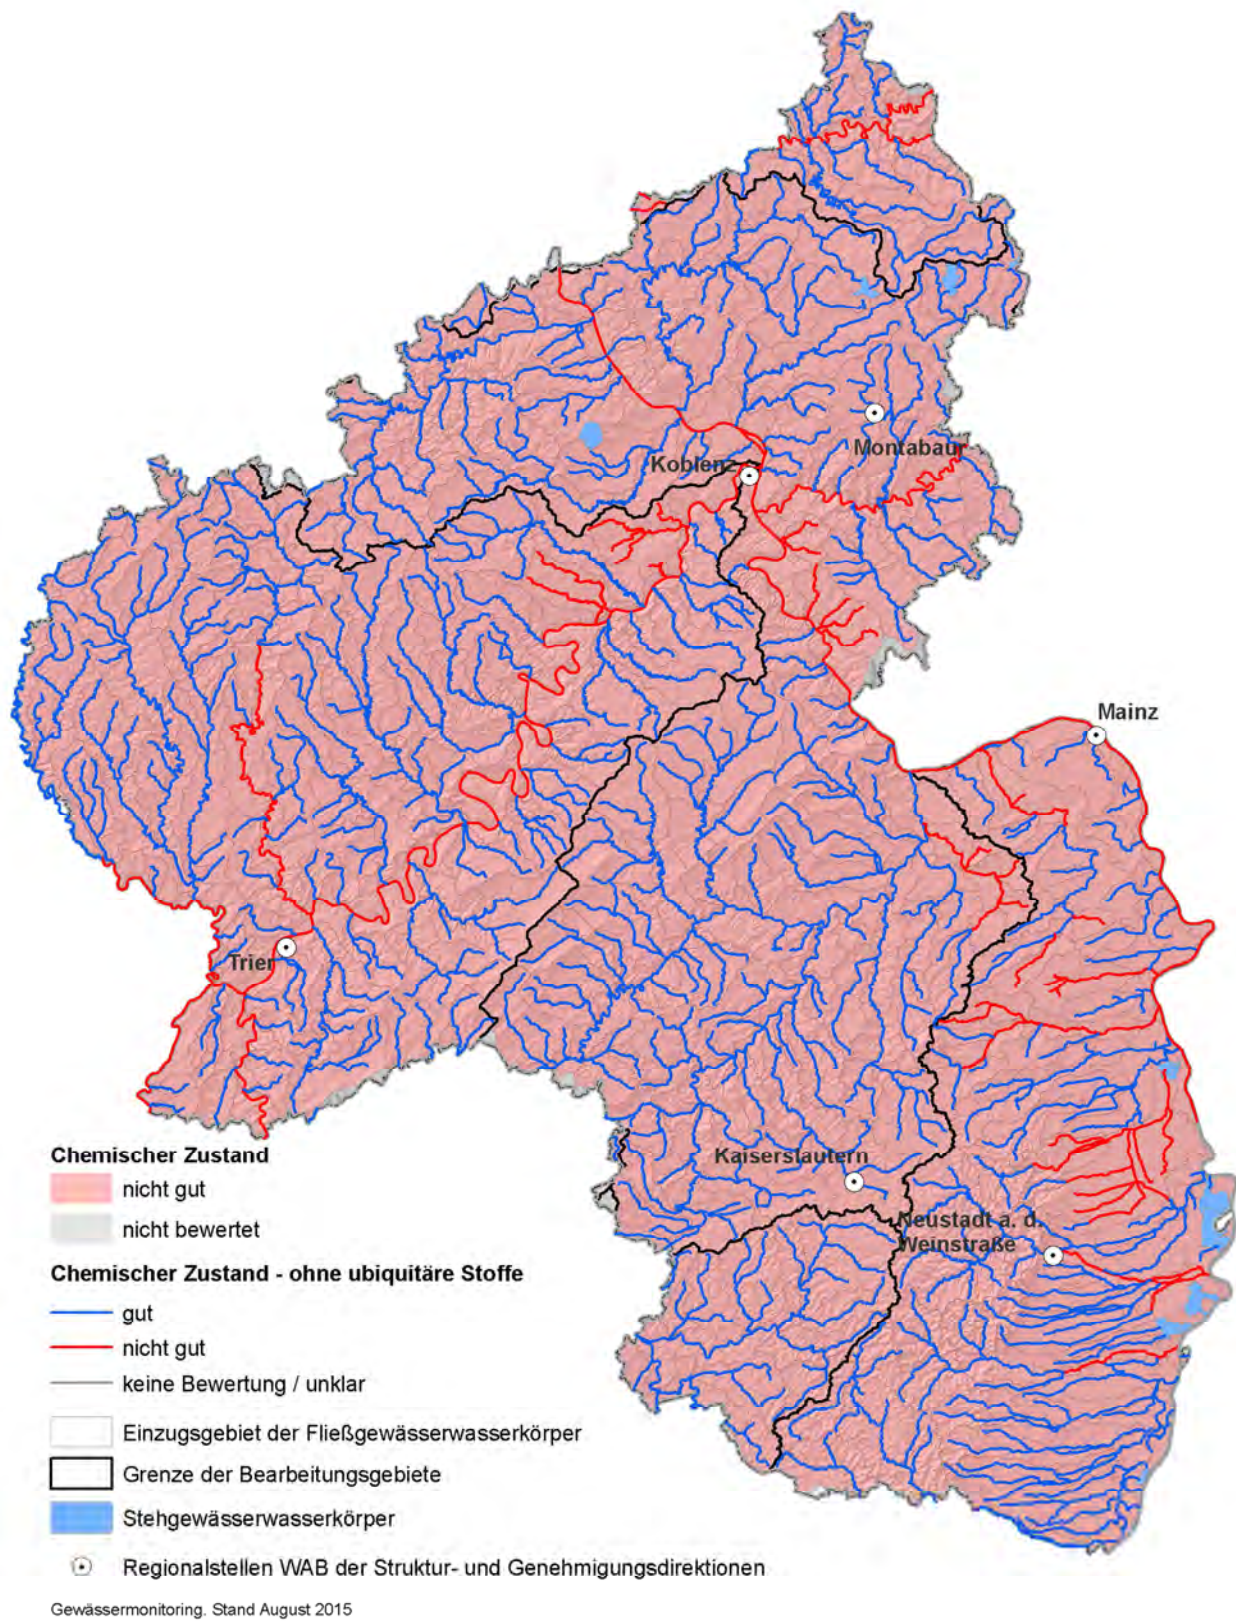 Montabaur
Koblenz
Mainz
Trier
Kaiserslautern
Neustadt a. d.
Weinstraße
Chemischer Zustand
nicht gut
nicht bewertet
Chemischer Zustand - ohne ubiquitäre Stoffe
gut
nicht gut
keine Bewertung / unklar
Einzugsgebiet der Fließgewässerwasserkörper
Grenze der Bearbeitungsgebiete
Stehgewässerwasserkörper
Regionalstellen WAB der Struktur- und Genehmigungsdirektionen
Gewässermonitoring. Stand August 2015